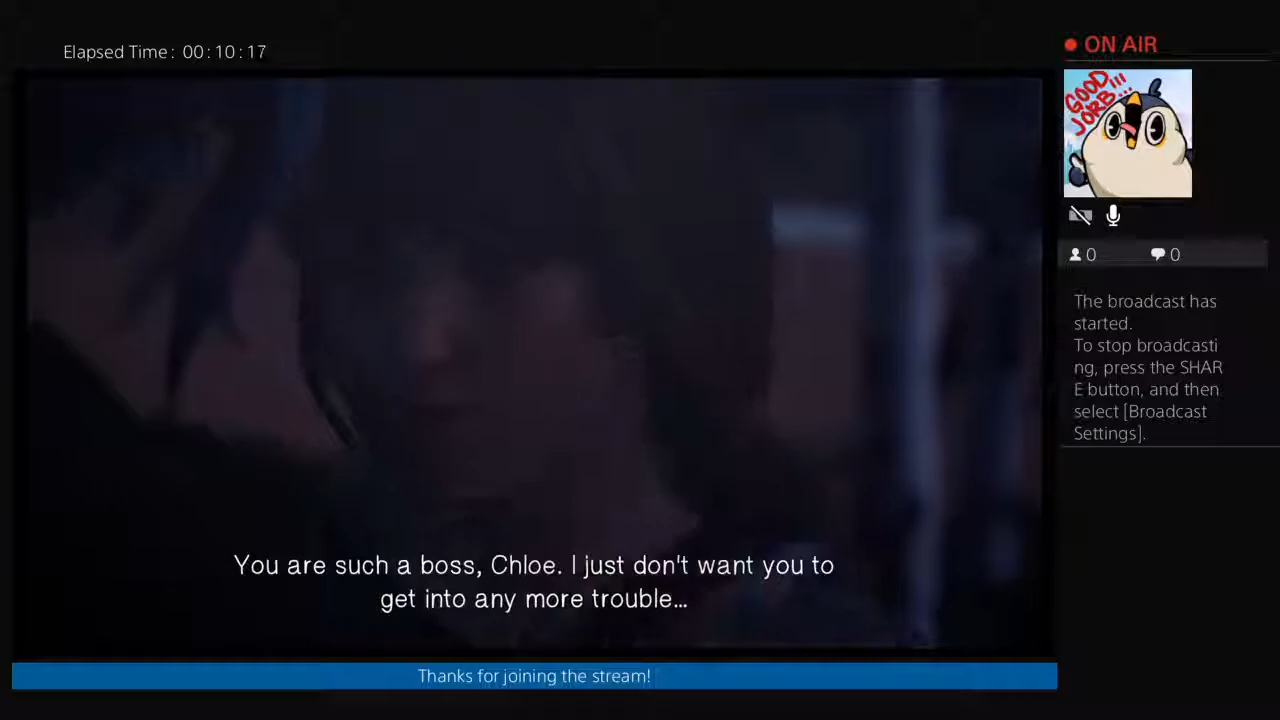 Elapsed Time: 00:10:17
ON AIR
GOOD
JORB!!!...
0
0
The broadcast has
started.
To stop broadcasti
ng, press the SHAR
E button, and then
select [Broadcast
Settings].
You are such a boss, Chloe. I just don't want you to
get into any more trouble...
Thanks for joining the stream!